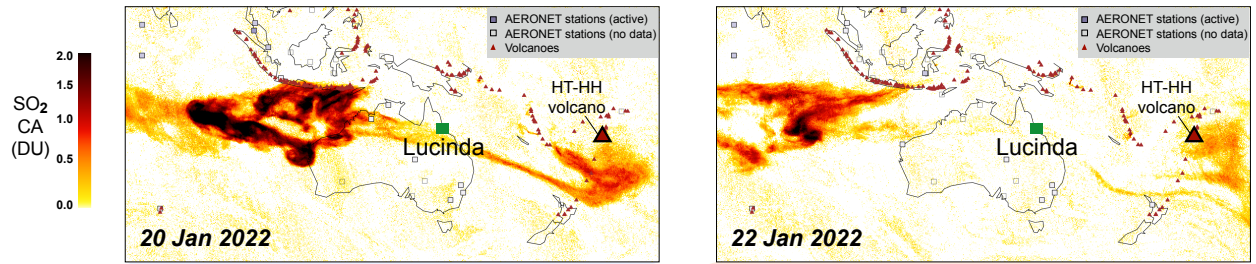 SO2
CA
(DU)
2.0
1.0
0.5
0.0
AERONET stations (active)
AERONET stations (no data)
Volcanoes
HT-HH
volcano
Lucinda
20 Jan 2022
AERONET stations (active)
AERONET stations (no data)
Volcanoes
HT-HH
volcano
Lucinda
22 Jan 2022